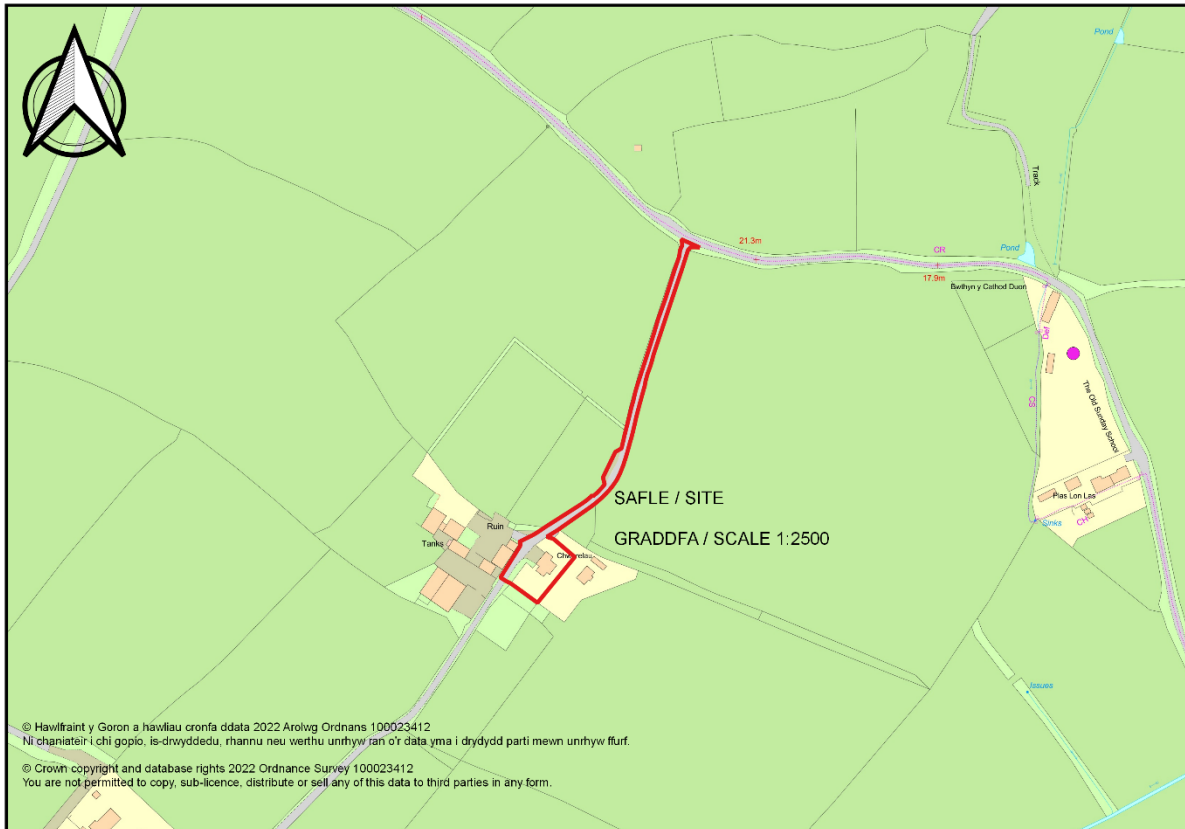 Pond
Track
21.3m
CR
Pond
17.9m
Bwthyn y Cathod Duon
Def
CS
The Old Sunday School
SAFLE / SITE
Plas Lon Las
Ruin
Sinks
CH
Tanks
GRADDFA / SCALE 1:2500
Issues
© Hawlfraint y Goron a hawliau cronfa ddata 2022 Arolwg Ordnans 100023412
Ni chaniateir i chi gopïo, is-drwyddedu, rhannu neu werthu unrhyw ran o'r data yma i drydydd parti mewn unrhyw ffurf.
© Crown copyright and database rights 2022 Ordnance Survey 100023412
You are not permitted to copy, sub-licence, distribute or sell any of this data to third parties in any form.